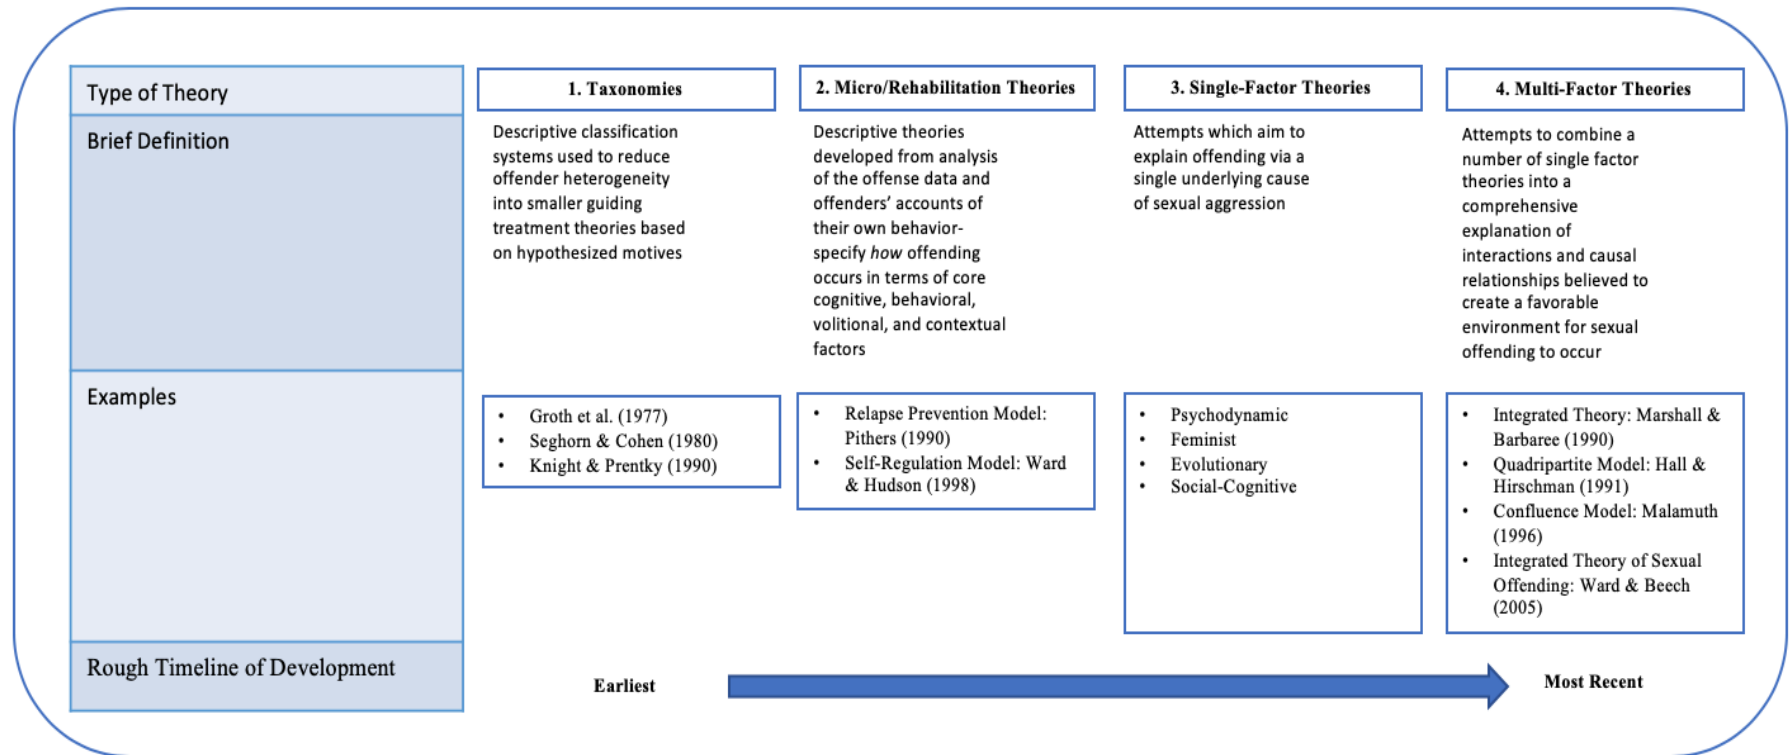 Type of Theory
1. Taxonomies
2. Micro/Rehabilitation Theories
3. Single-Factor Theories
4. Multi-Factor Theories
Brief Definition
Descriptive classification
systems used to reduce
offender heterogeneity
into smaller guiding
treatment theories based
on hypothesized motives
Descriptive theories
developed from analysis
of the offense data and
offenders' accounts of
their own behavior-
specify how offending
occurs in terms of core
cognitive, behavioral,
volitional, and contextual
factors
Attempts which aim to
explain offending via a
single underlying cause
of sexual aggression
Attempts to combine a
number of single factor
theories into a
comprehensive
explanation of
interactions and causal
relationships believed to
create a favorable
environment for sexual
offending to occur
Examples
• Groth et al. (1977)
• Seghorn & Cohen (1980)
• Knight & Prentky (1990)
• Relapse Prevention Model:
Pithers (1990)
• Self-Regulation Model: Ward
& Hudson (1998)
• Psychodynamic
• Feminist
• Evolutionary
• Social-Cognitive
• Integrated Theory: Marshall &
Barbaree (1990)
• Quadripartite Model: Hall &
Hirschman (1991)
• Confluence Model: Malamuth
(1996)
• Integrated Theory of Sexual
Offending: Ward & Beech
(2005)
Rough Timeline of Development
Earliest
Most Recent